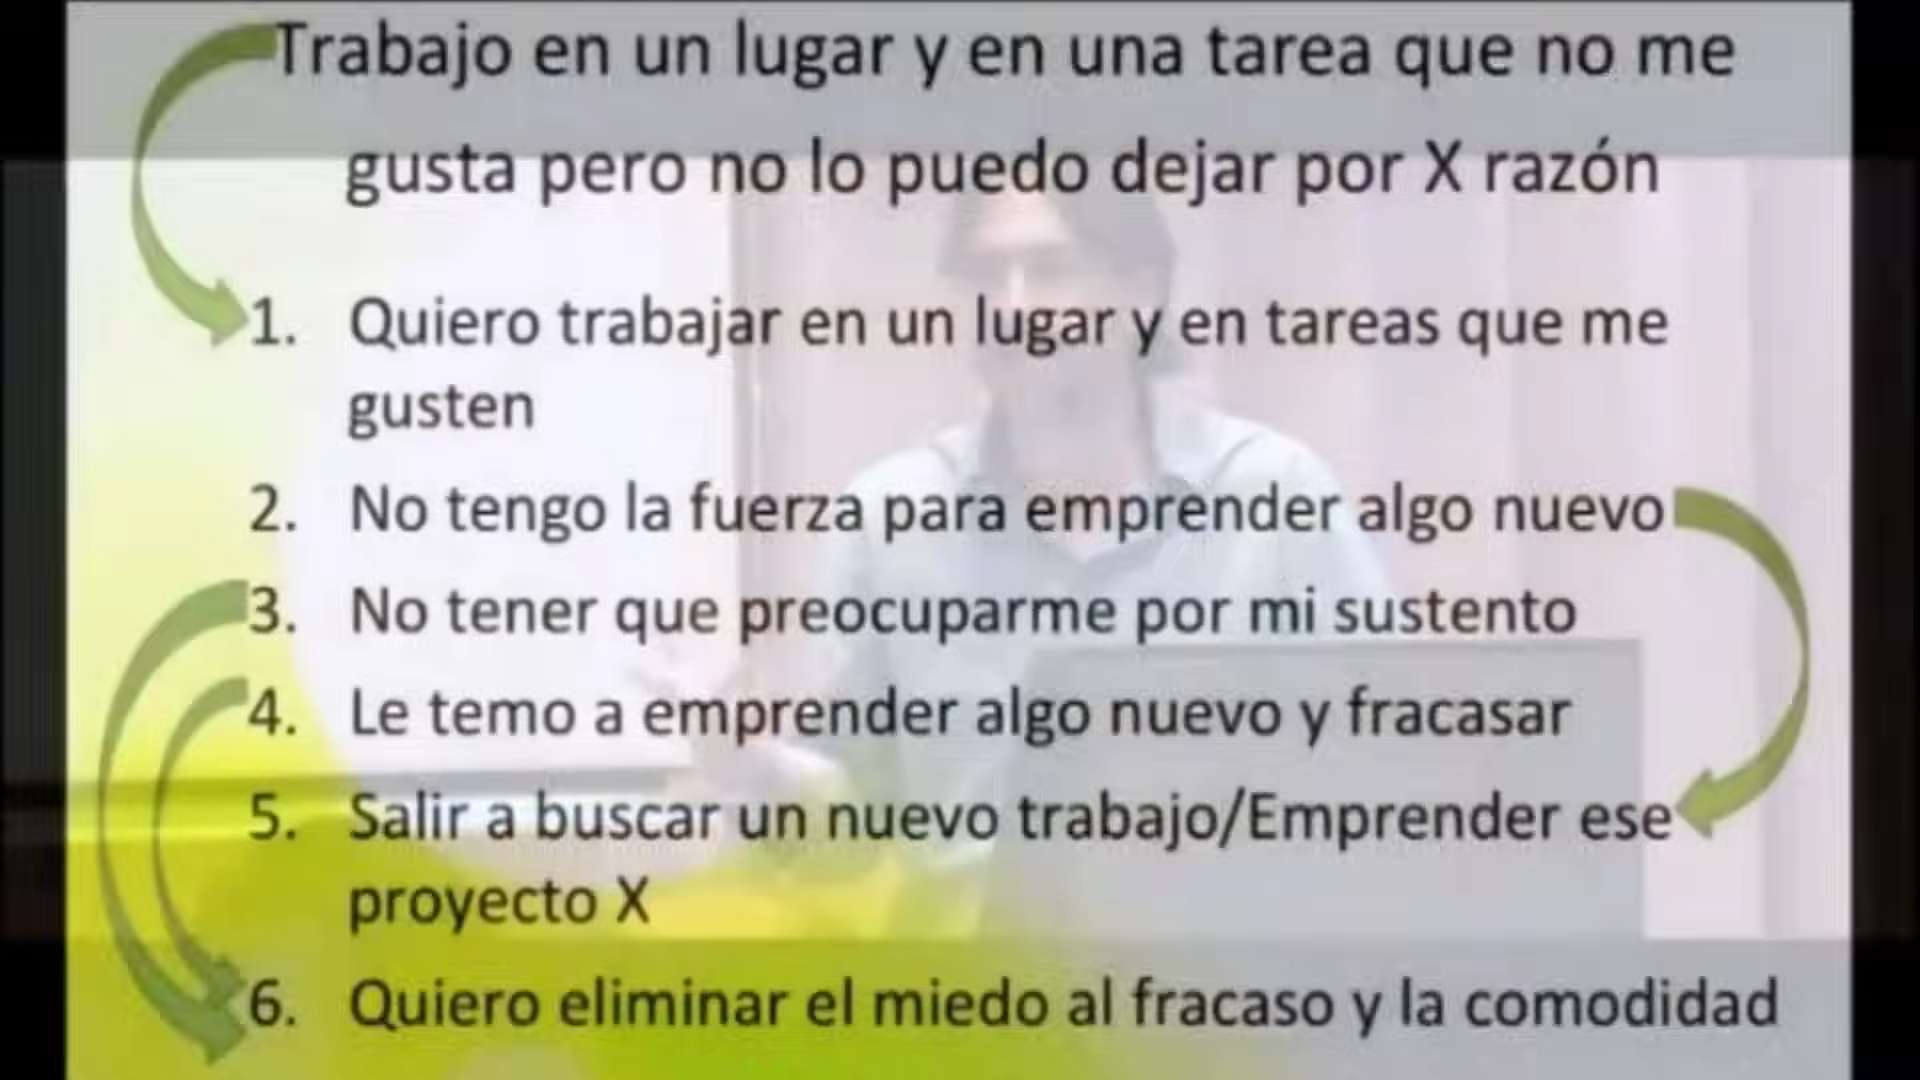 Trabajo en un lugar y en una tarea que no me
gusta pero no lo puedo dejar por X razón
1. Quiero trabajar en un lugar y en tareas que me
gusten
2. No tengo la fuerza para emprender algo nuevo
3. No tener que preocuparme por mi sustento
4. Le temo a emprender algo nuevo y fracasar
5. Salir a buscar un nuevo trabajo/Emprender ese
proyecto X
6. Quiero eliminar el miedo al fracaso y la comodidad